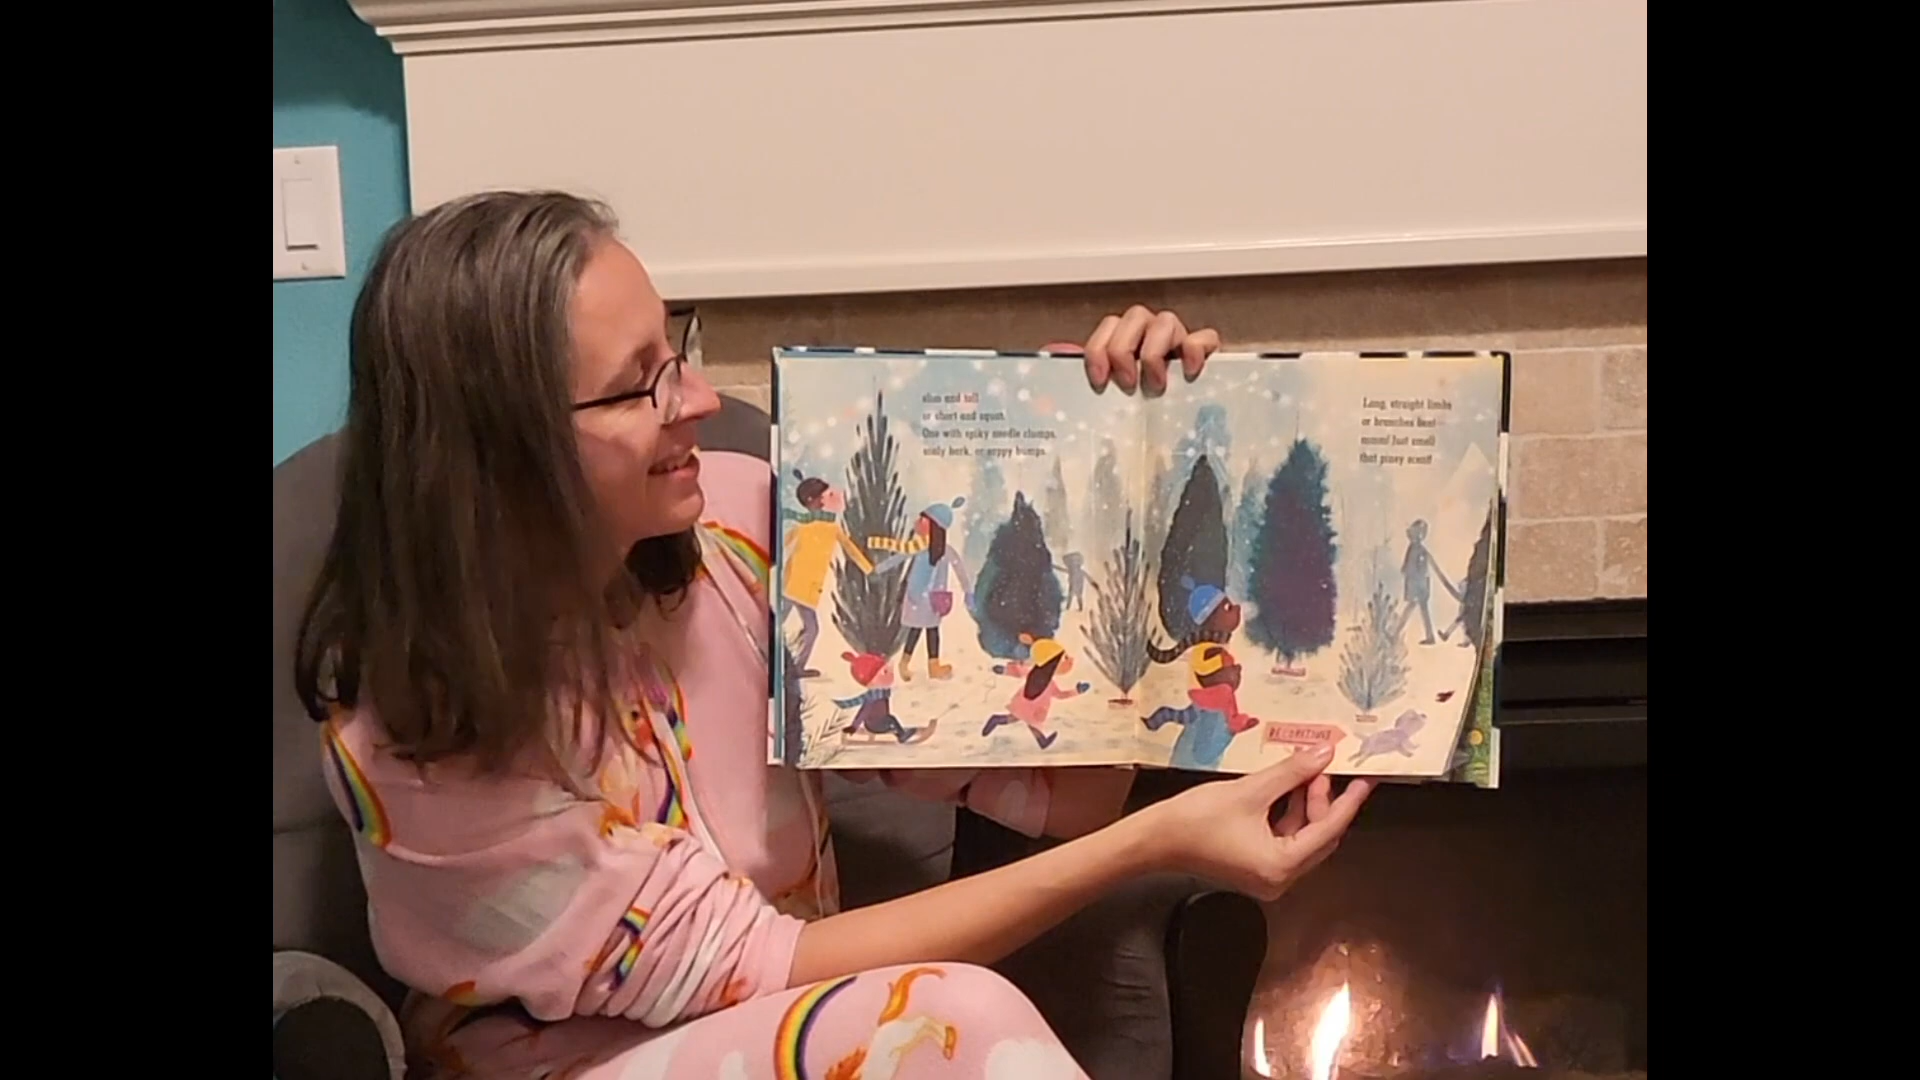 slim and tall
or short and squat.
One with spiky needle clumps,
scaly bark, or sappy bumps.
Long, straight limbs
or branches bent—
mmm! Just smell
that piney scent!
DECORATIONS